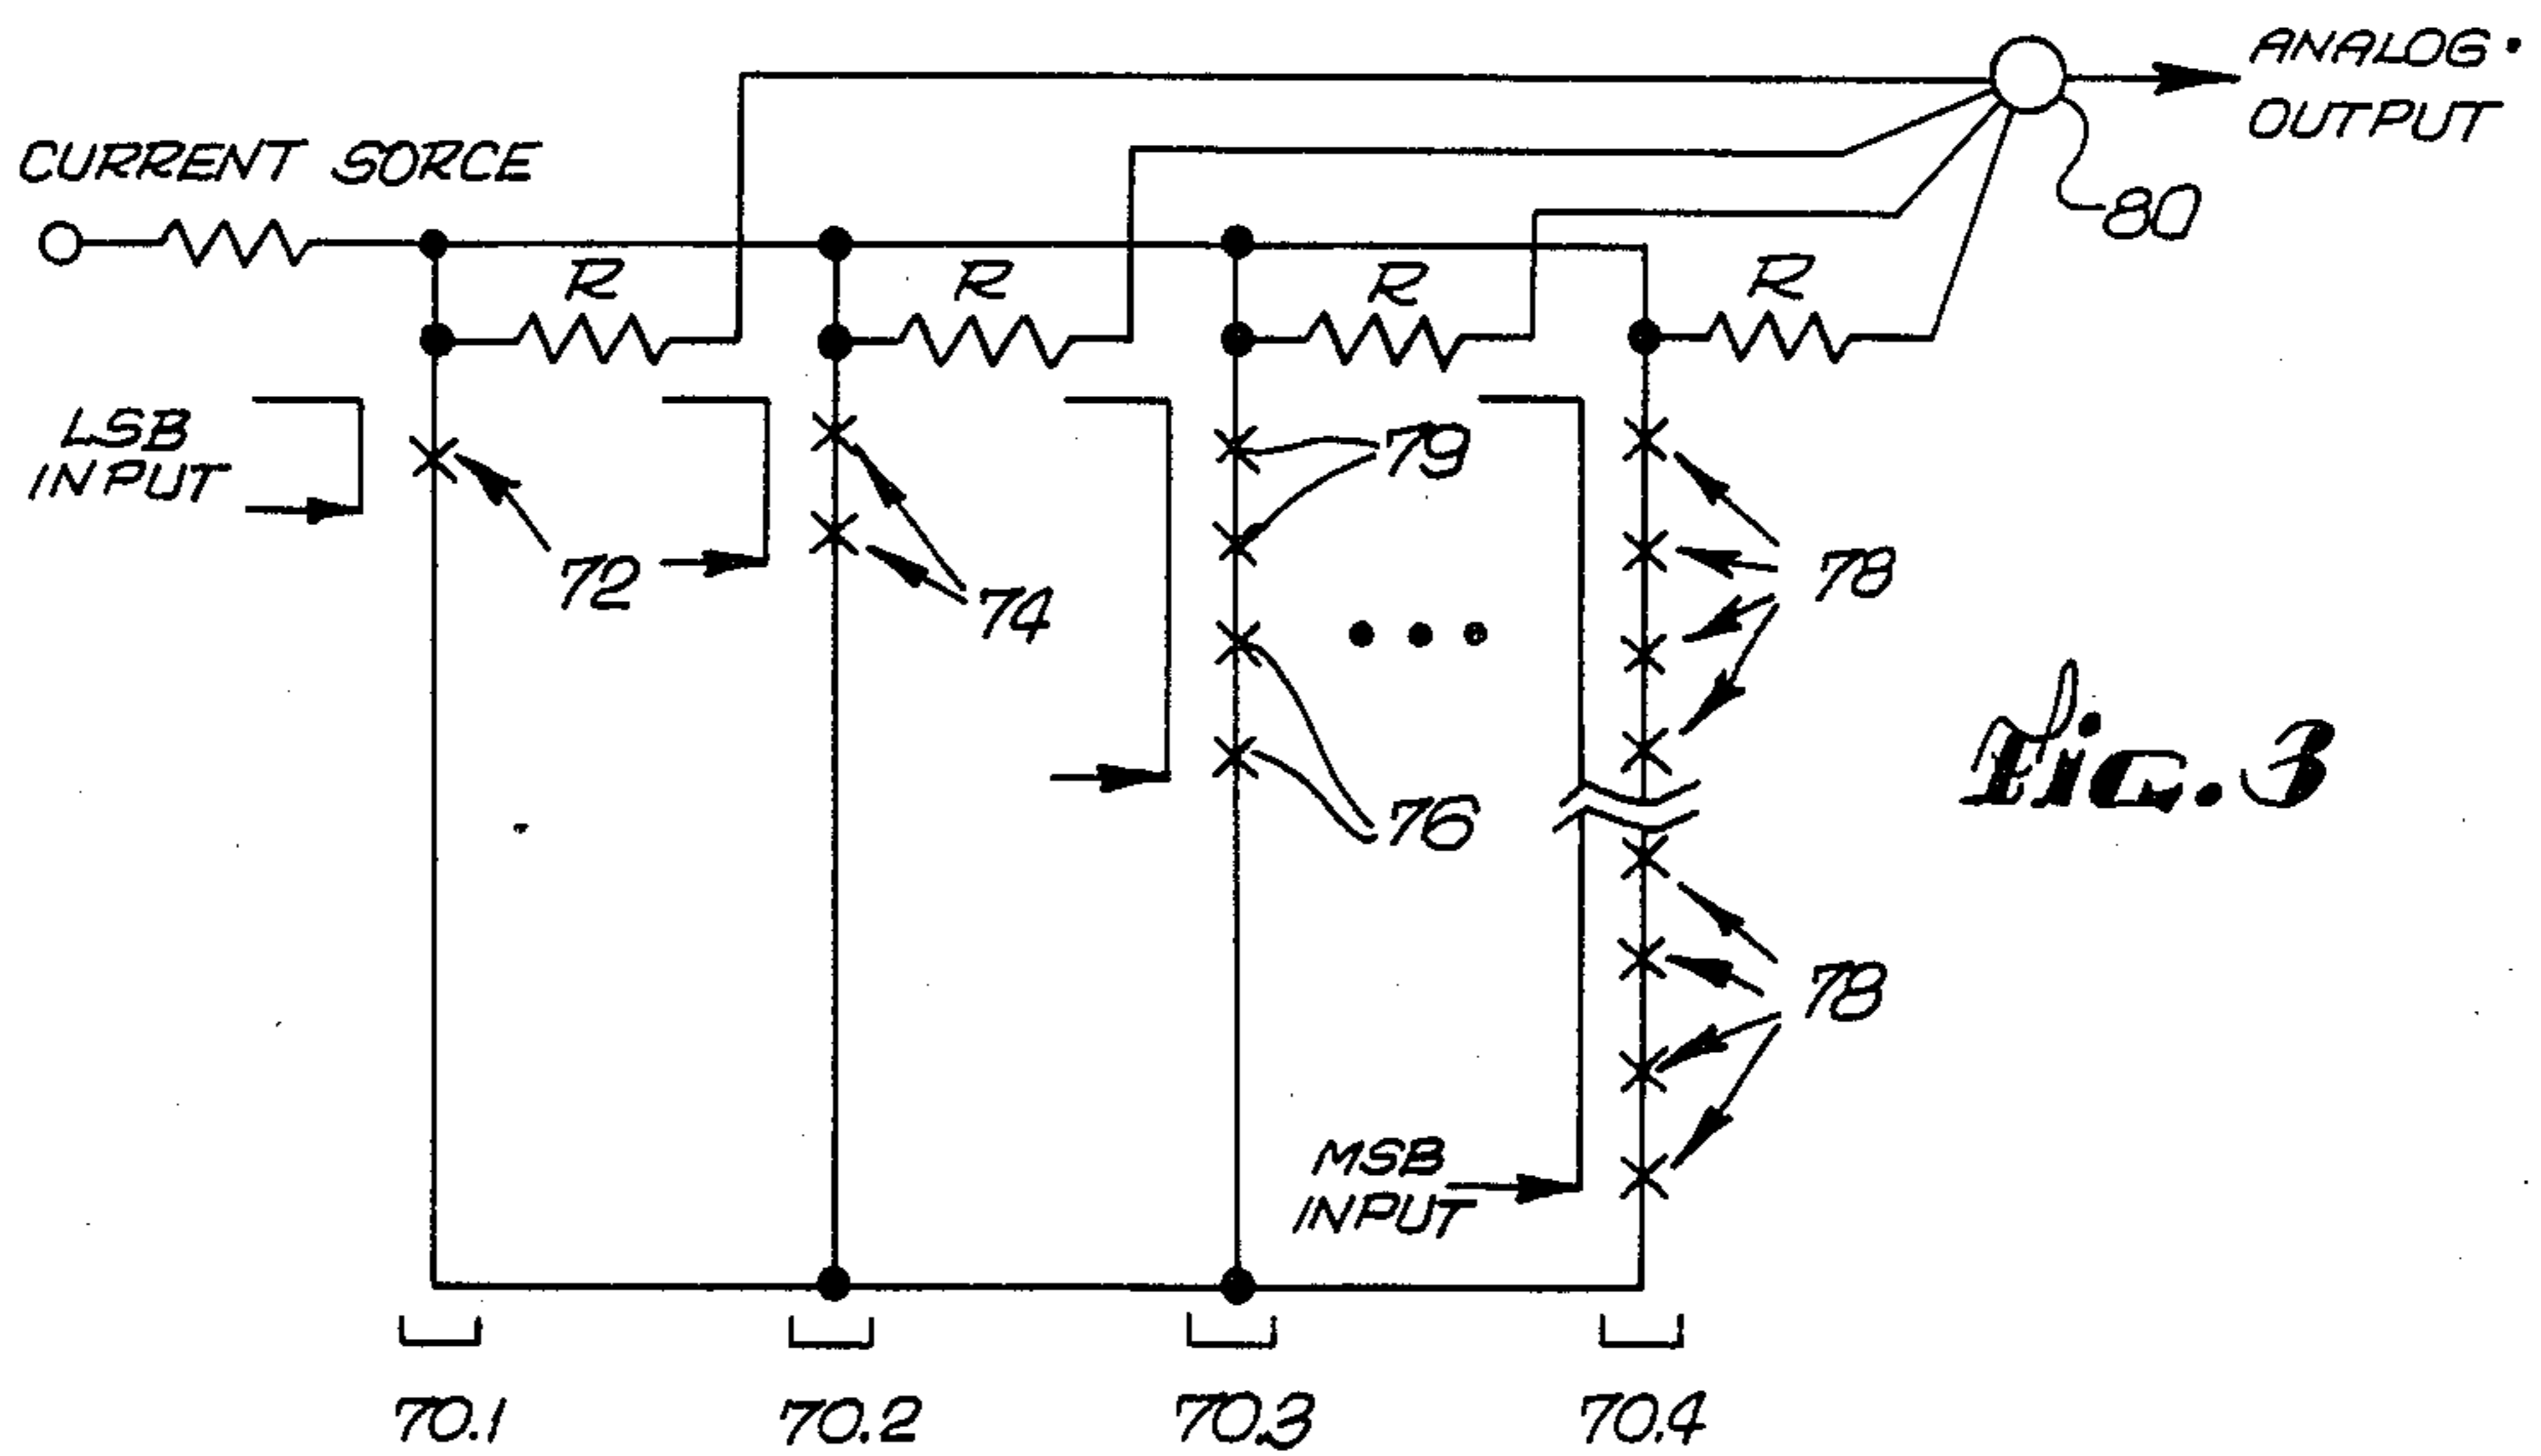 ANALOG
OUTPUT
CURRENT SORCE
80
R R R R
LSB
INPUT
72
74
79
76
78
78
MSB
INPUT
Fig. 3
70.1 70.2 70.3 70.4